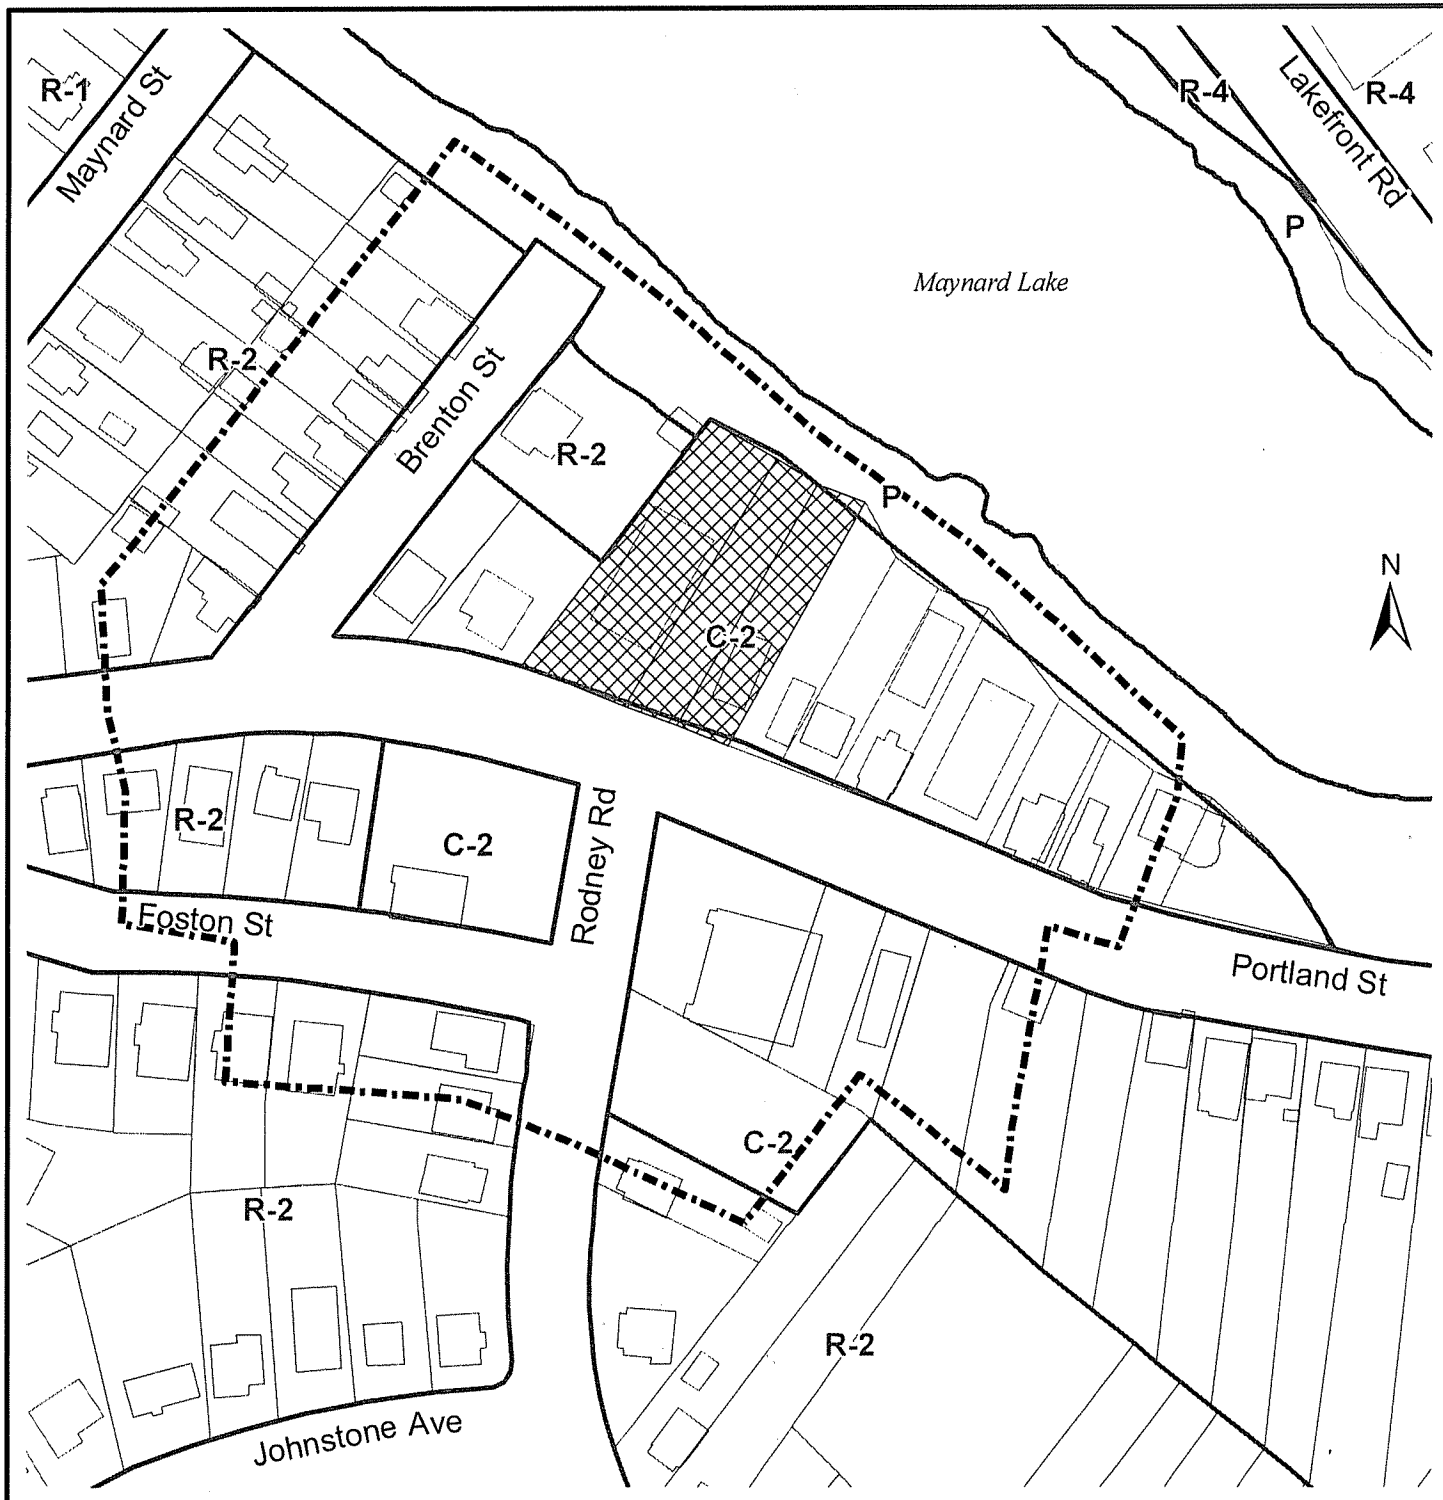 R-1
Maynard St
R-4
Lakefront Rd
R-4
P
Maynard Lake
R-2
Brenton St
R-2
P
N
C-2
R-2
C-2
Rodney Rd
Foston St
Portland St
C-2
R-2
R-2
Johnstone Ave